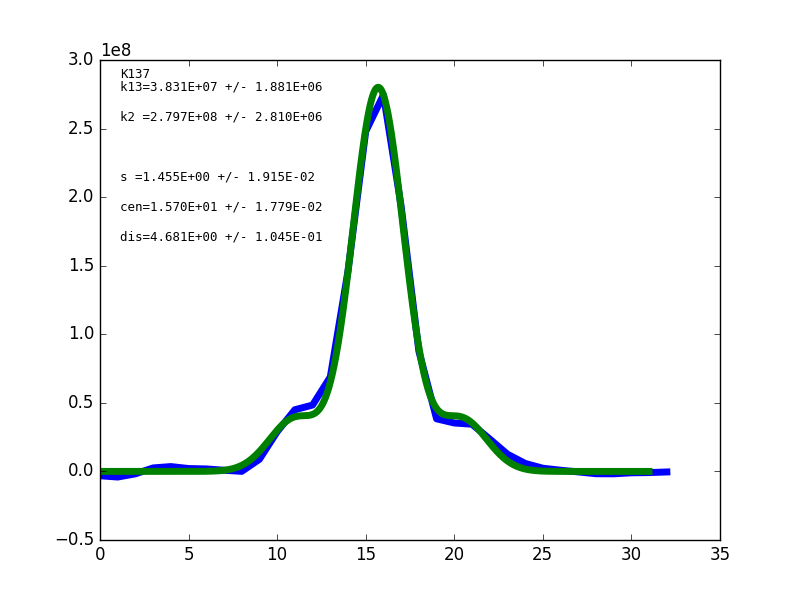 1e8
3.0
K137
k13=3.831E+07 +/- 1.881E+06
2.5
k2 =2.797E+08 +/- 2.810E+06
s =1.455E+00 +/- 1.915E-02
2.0
cen=1.570E+01 +/- 1.779E-02
dis=4.681E+00 +/- 1.045E-01
1.5
1.0
0.5
0.0
−0.5
0 5 10 15 20 25 30 35